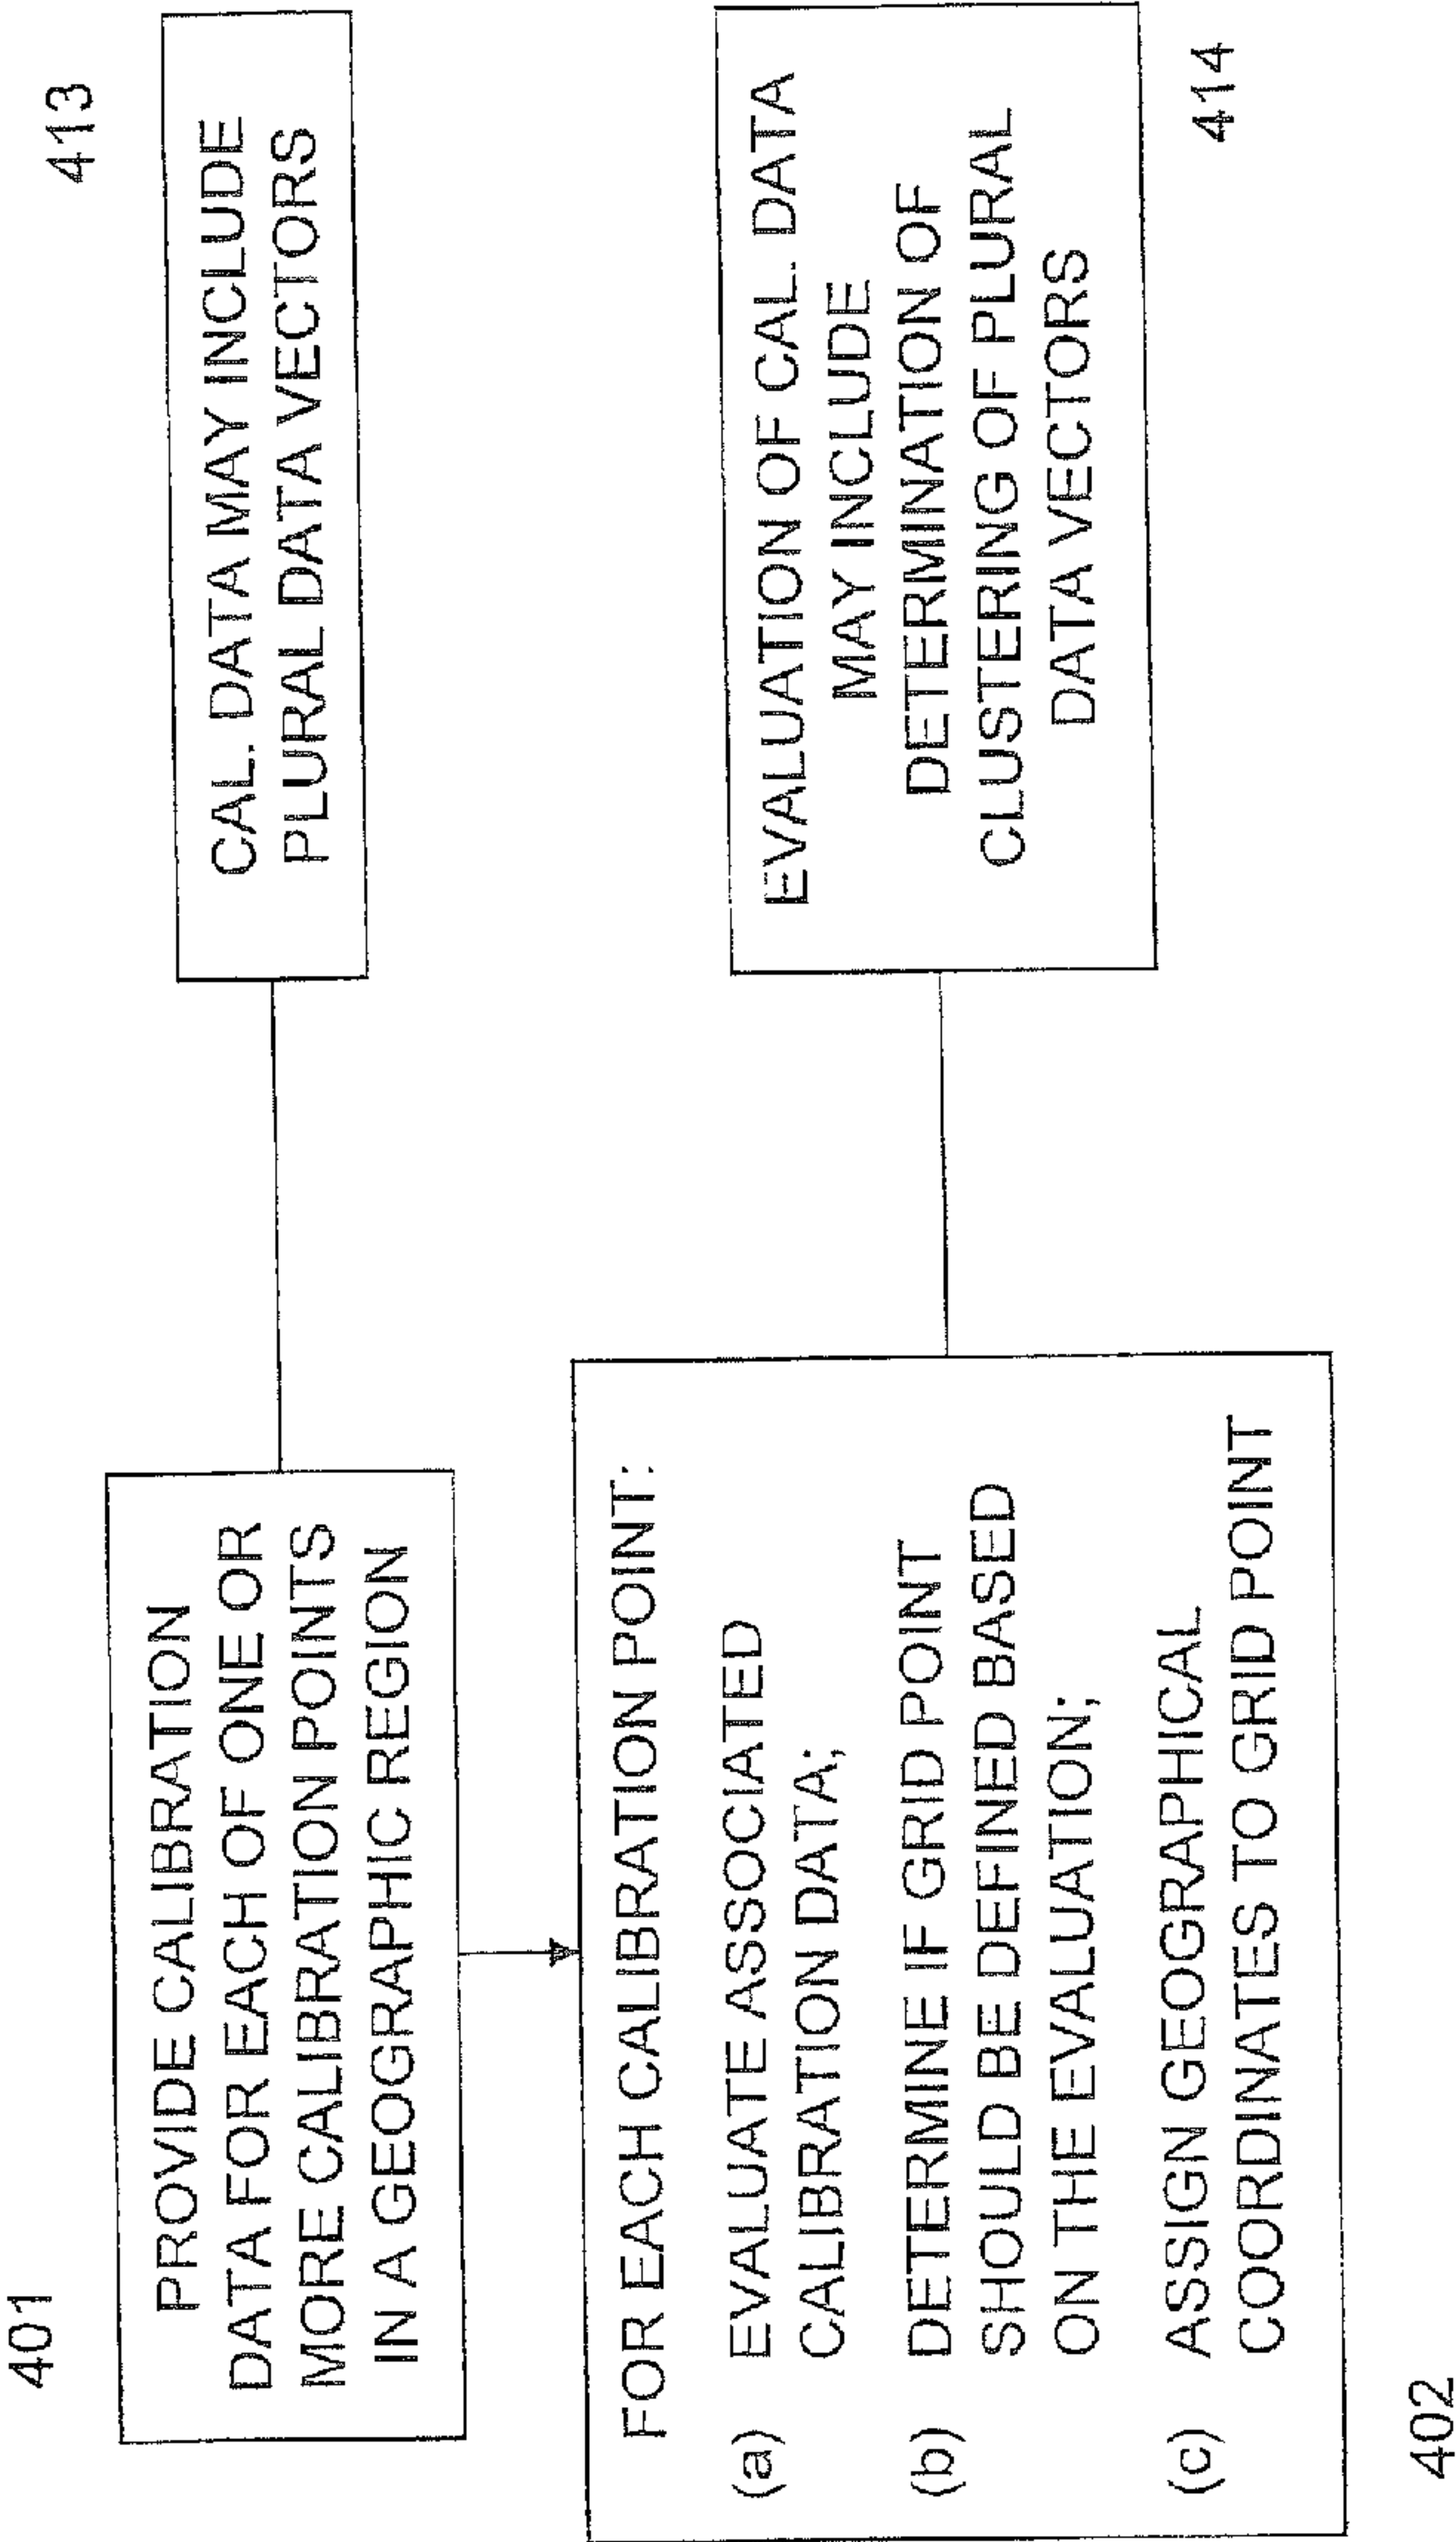 401
PROVIDE CALIBRATION
DATA FOR EACH OF ONE OR
MORE CALIBRATION POINTS
IN A GEOGRAPHIC REGION
413
CAL. DATA MAY INCLUDE
PLURAL DATA VECTORS
FOR EACH CALIBRATION POINT:
(a) EVALUATE ASSOCIATED
CALIBRATION DATA;
(b) DETERMINE IF GRID POINT
SHOULD BE DEFINED BASED
ON THE EVALUATION;
(c) ASSIGN GEOGRAPHICAL
COORDINATES TO GRID POINT
402
EVALUATION OF CAL. DATA
MAY INCLUDE
DETERMINATION OF
CLUSTERING OF PLURAL
DATA VECTORS
414